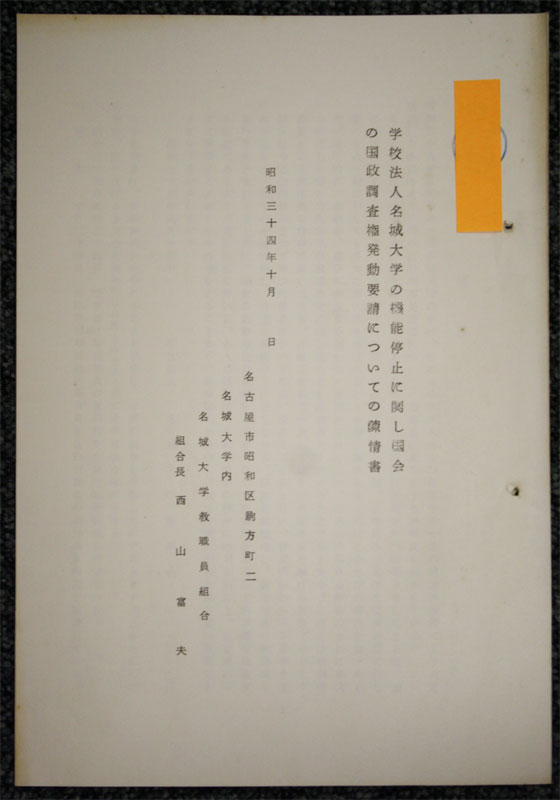 学校法人名城大学の機能停止に関し国会
の国政調査権発動要請についての陳情書
昭和三十四年十月　日
名古屋市昭和区駒方町二
名城大学内
名城大学教職員組合
組合長　西山富夫